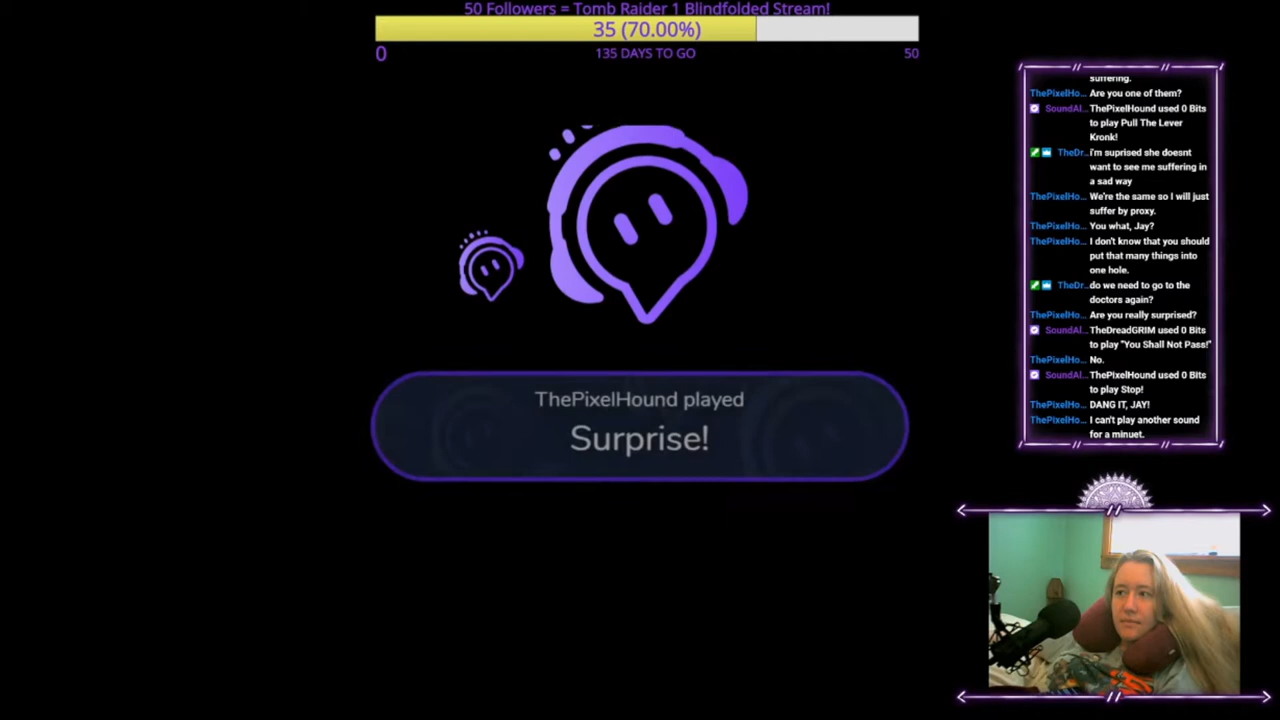 50 Followers = Tomb Raider 1 Blindfolded Stream!
35 (70.00%)
0
135 DAYS TO GO
50
ThePixelHound played
Surprise!
suffering.
ThePixelHo... Are you one of them?
SoundAl... ThePixelHound used 0 Bits
to play Pull The Lever
Kronk!
TheDr... i'm suprised she doesnt
want to see me suffering in
a sad way
ThePixelHo... We're the same so I will just
suffer by proxy.
ThePixelHo... You what, Jay?
ThePixelHo... I don't know that you should
put that many things into
one hole.
TheDr... do we need to go to the
doctors again?
ThePixelHo... Are you really surprised?
SoundAl... TheDreadGRIM used 0 Bits
to play "You Shall Not Pass!"
ThePixelHo... No.
SoundAl... ThePixelHound used 0 Bits
to play Stop!
ThePixelHo... DANG IT, JAY!
ThePixelHo... I can't play another sound
for a minuet.